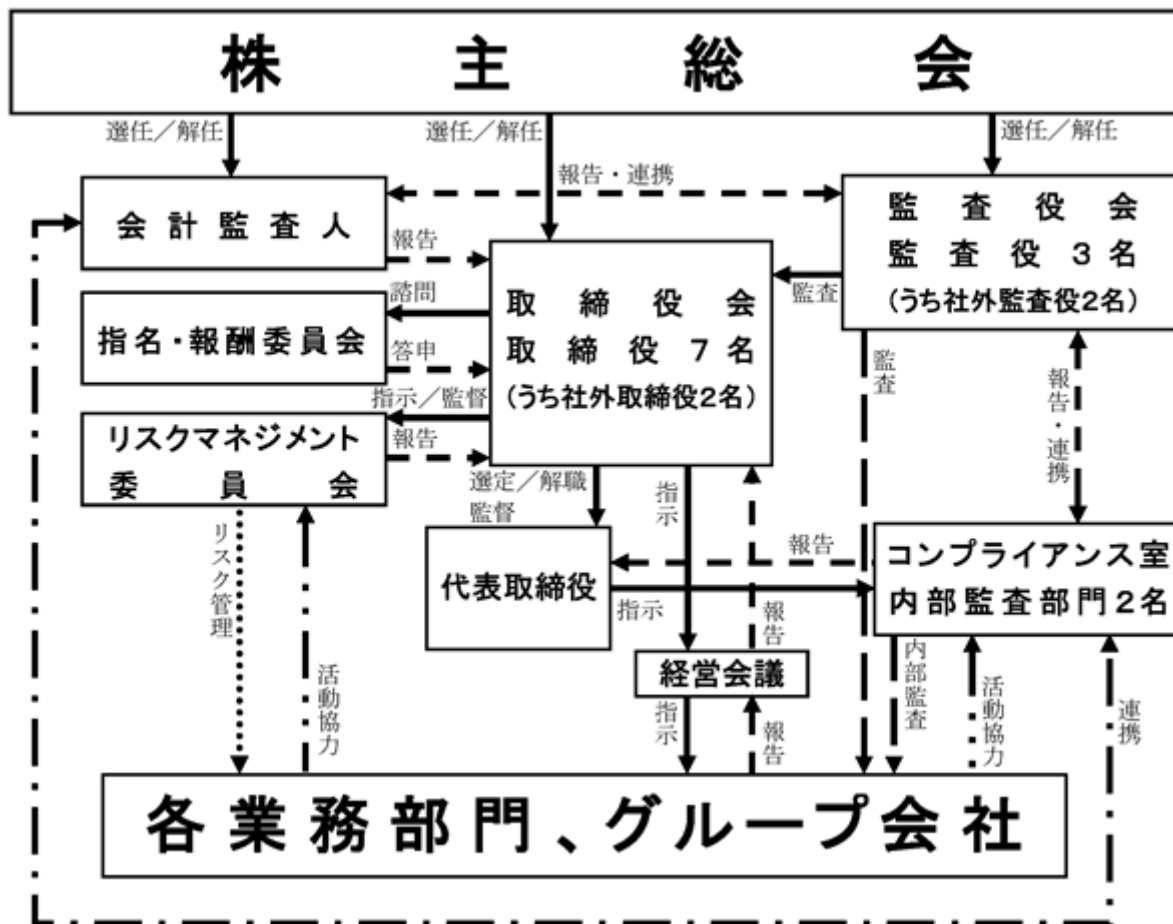 株主総会
選任／解任
選任／解任
選任／解任
報告・連携
会計監査人
報告
監査役会
監査役3名
(うち社外監査役2名)
監査
諮問
指名・報酬委員会
答申
取締役会
取締役7名
(うち社外取締役2名)
指示／監督
リスクマネジメント
委員会
報告
監査
報告・連携
選定／解職
監督
指示
代表取締役
報告
指示
コンプライアンス室
内部監査部門2名
リスク管理
活動協力
報告
経営会議
指示
報告
内部監査
活動協力
連携
各業務部門、グループ会社